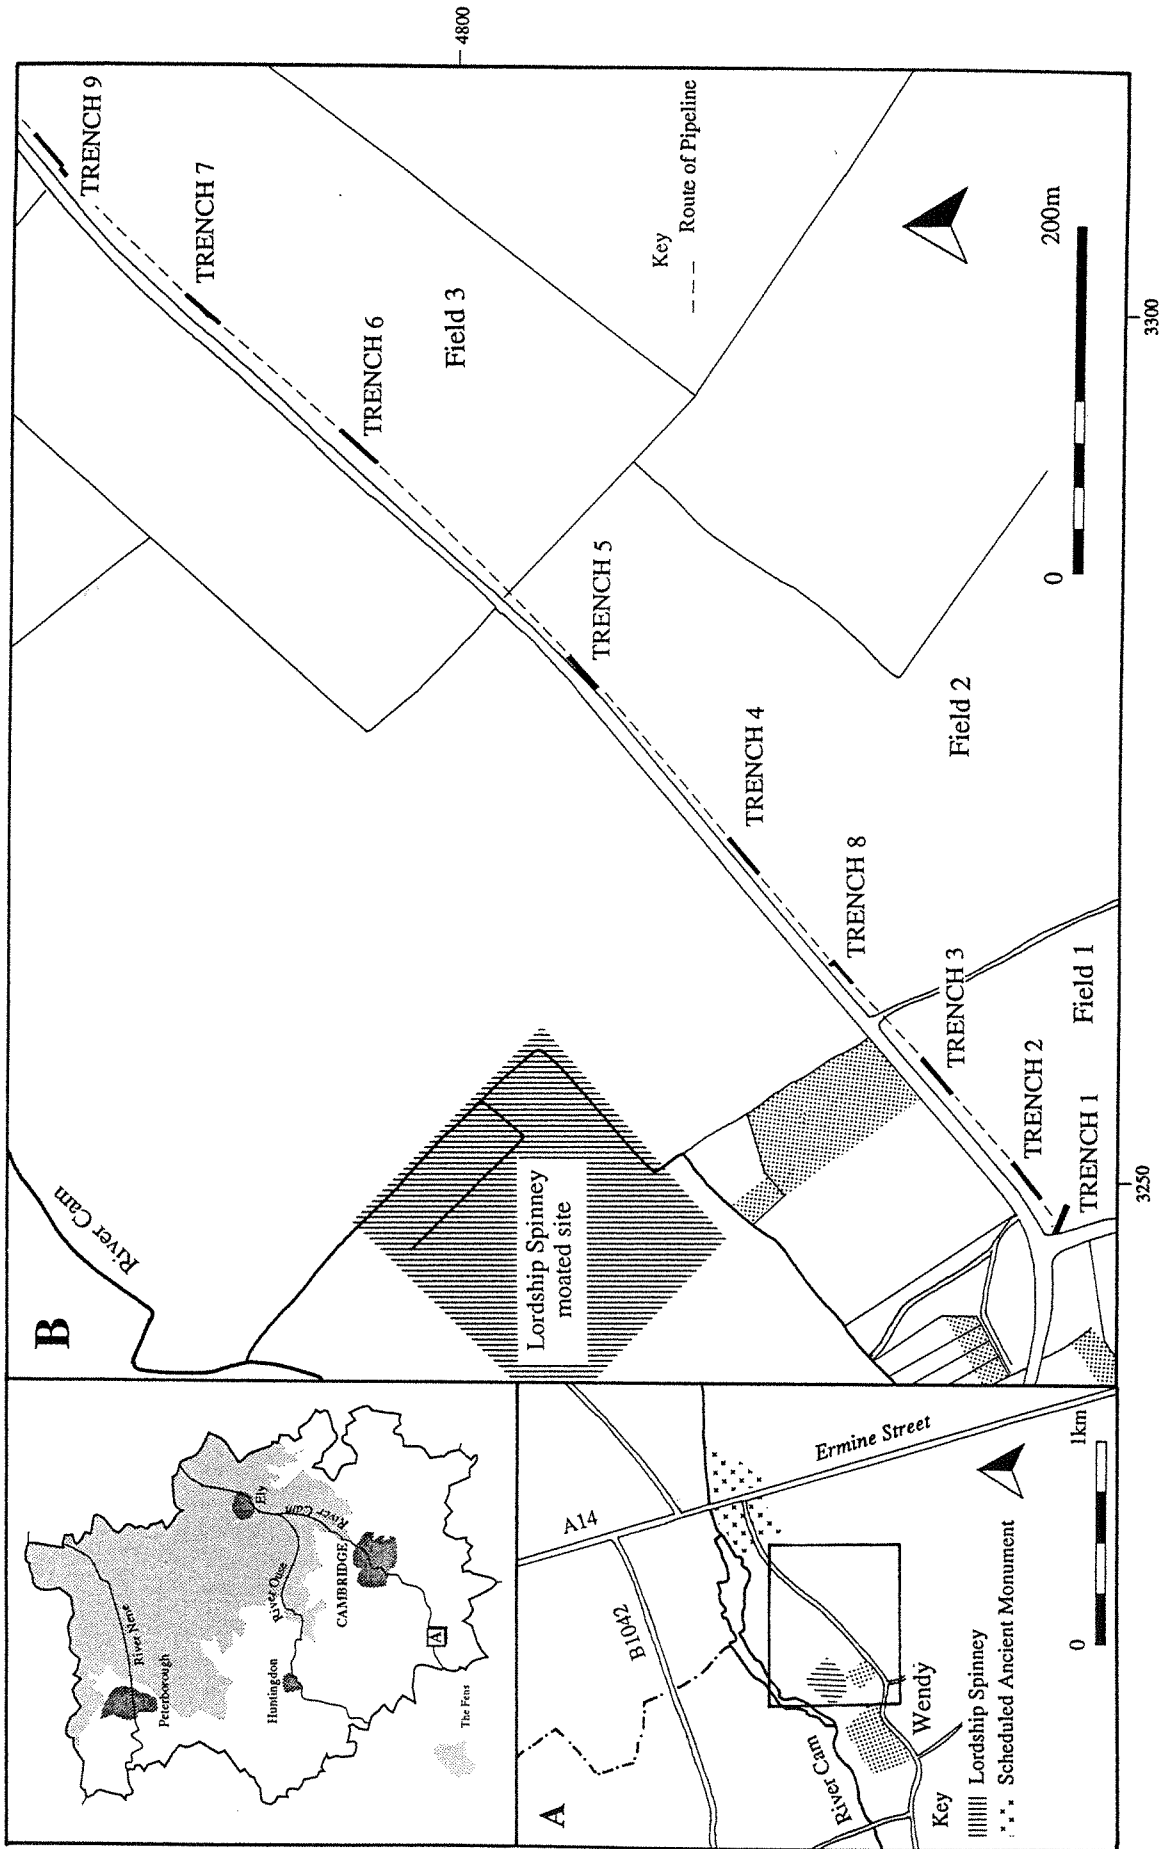 River Nene
Peterborough
Ely
River Cam
River Ouse
CAMBRIDGE
Huntingdon
A
The Fens
A
A14
B1042
Ermine Street
River Cam
Wendy
Key
Lordship Spinney
Scheduled Ancient Monument
0
1km
B
River Cam
Lordship Spinney
moated site
4800
TRENCH 9
TRENCH 7
TRENCH 6
Field 3
TRENCH 5
TRENCH 4
Field 2
TRENCH 8
TRENCH 3
Field 1
TRENCH 2
TRENCH 1
Key
Route of Pipeline
0
200m
3250
3300